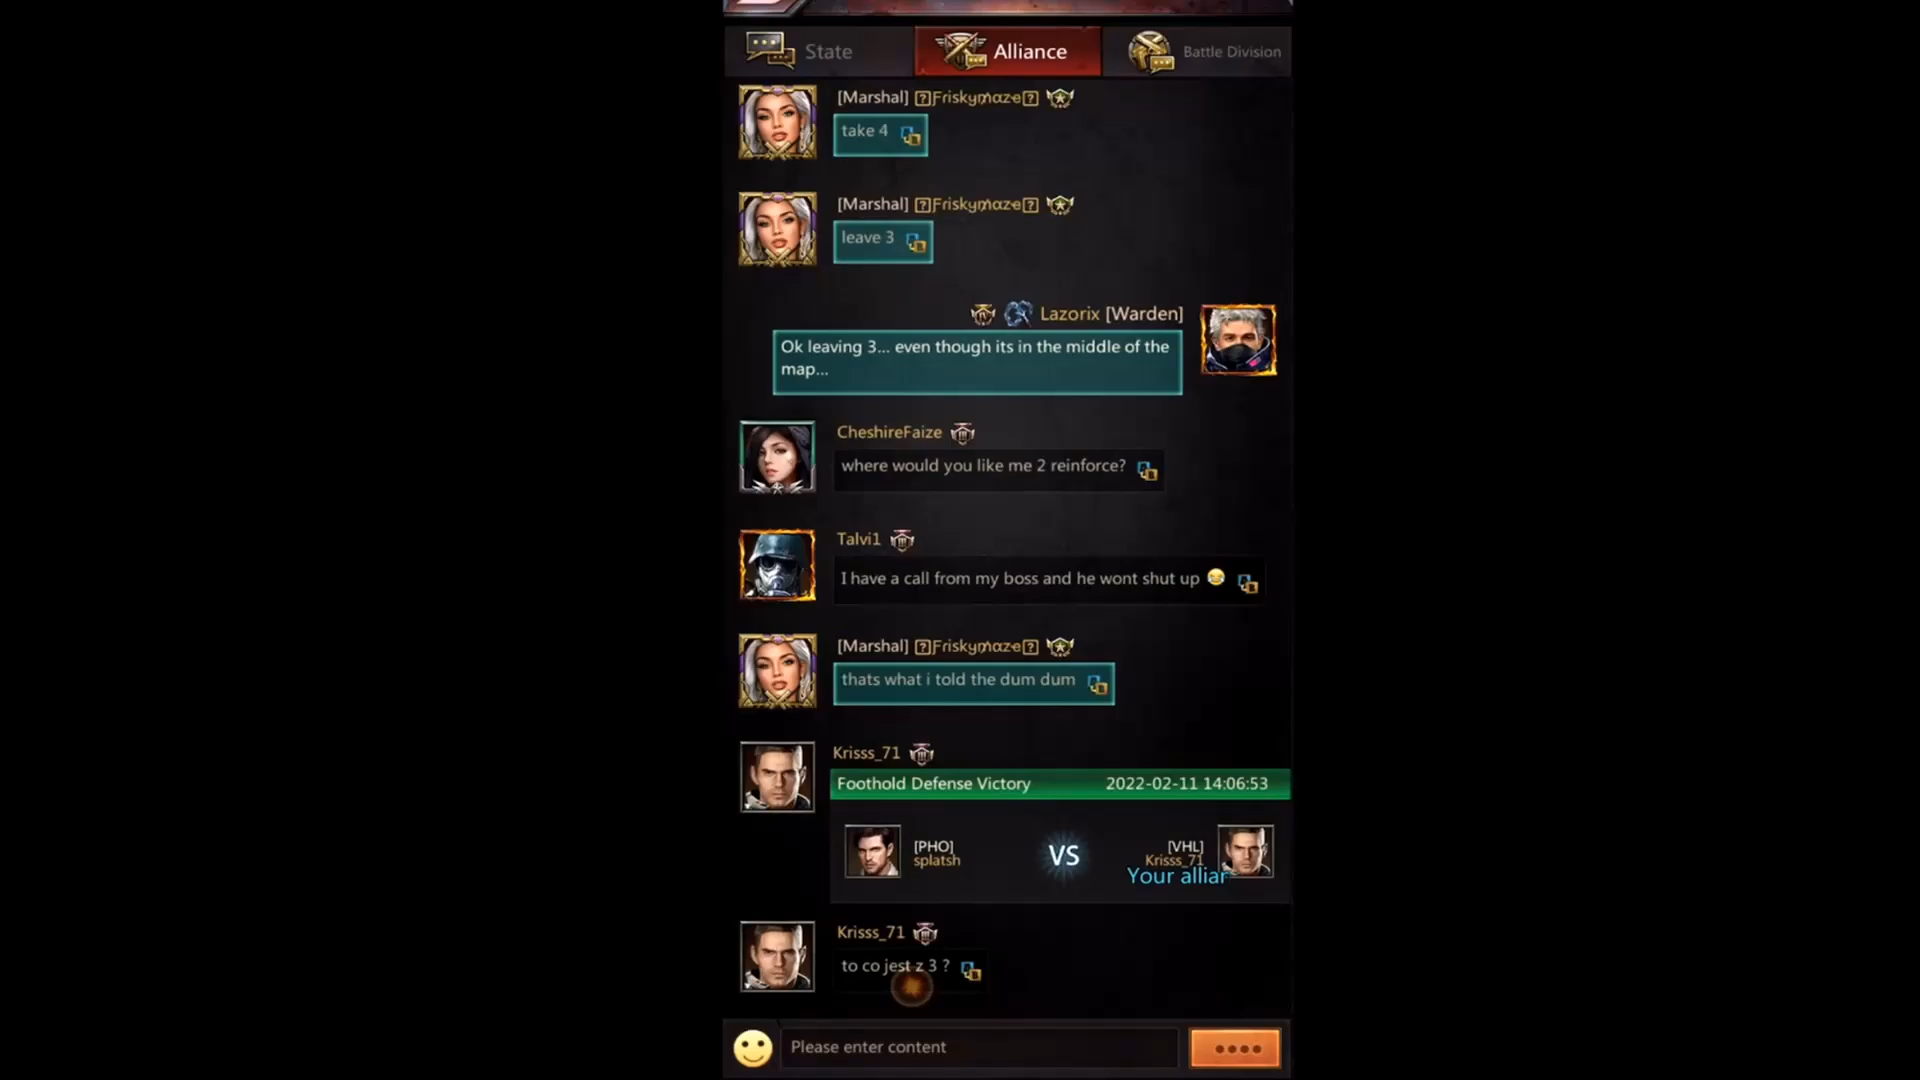 State
Alliance
Battle Division
[Marshal] ⍰Friskymaze⍰
take 4
[Marshal] ⍰Friskymaze⍰
leave 3
Lazorix [Warden]
Ok leaving 3... even though its in the middle of the
map...
CheshireFaize
where would you like me 2 reinforce?
Talvi1
I have a call from my boss and he wont shut up 😂
[Marshal] ⍰Friskymaze⍰
thats what i told the dum dum
Krisss_71
Foothold Defense Victory 2022-02-11 14:06:53
[PHO]
splatsh
VS
[VHL]
Krisss_71
Your allian
Krisss_71
to co jest z 3 ?
Please enter content